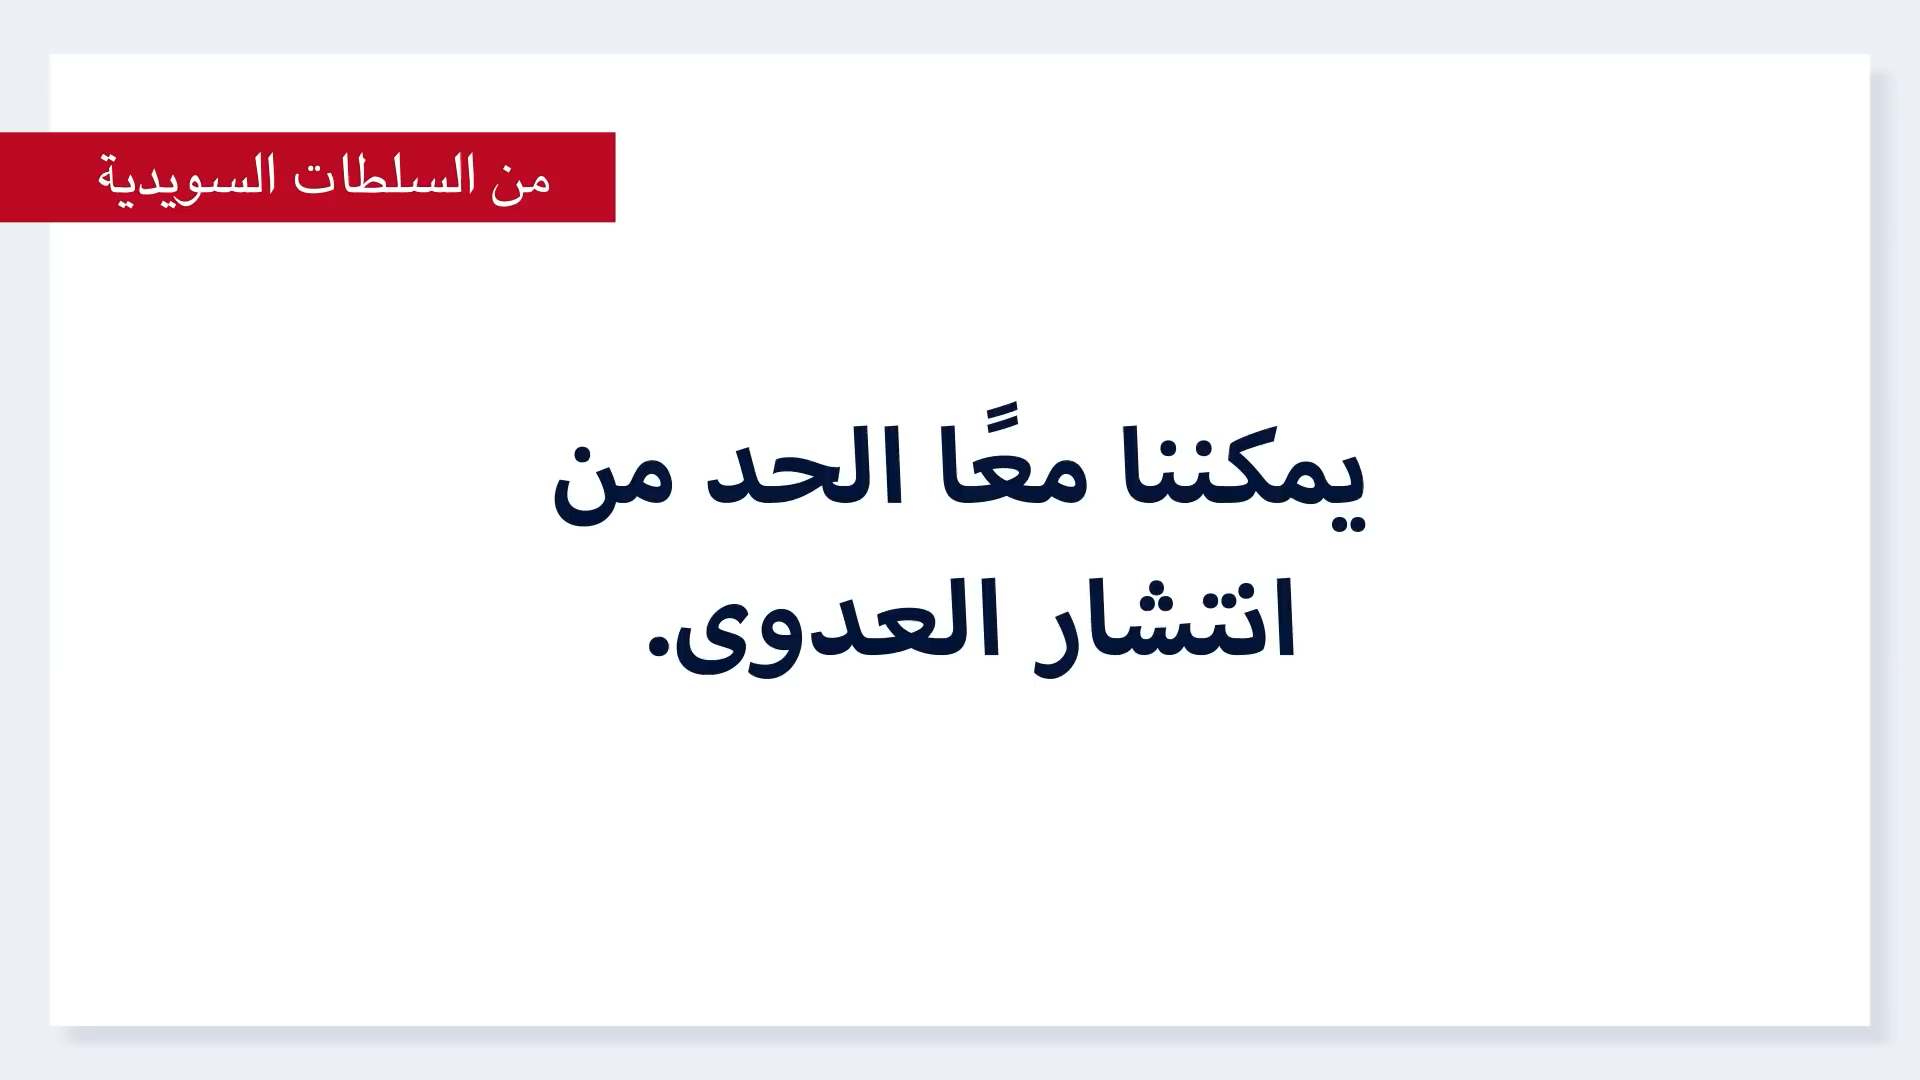 من السلطات السويدية
يمكننا معًا الحد من
انتشار العدوى.